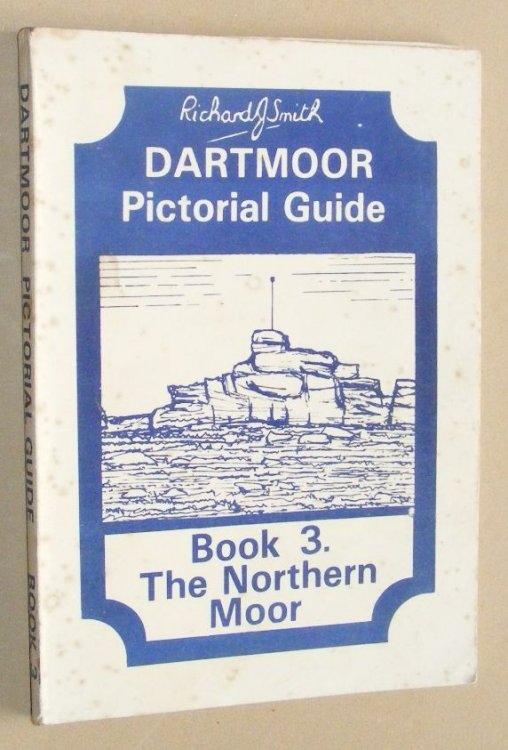 Richard J Smith
DARTMOOR
Pictorial Guide
Book 3.
The Northern
Moor
DARTMOOR PICTORIAL GUIDE BOOK 3